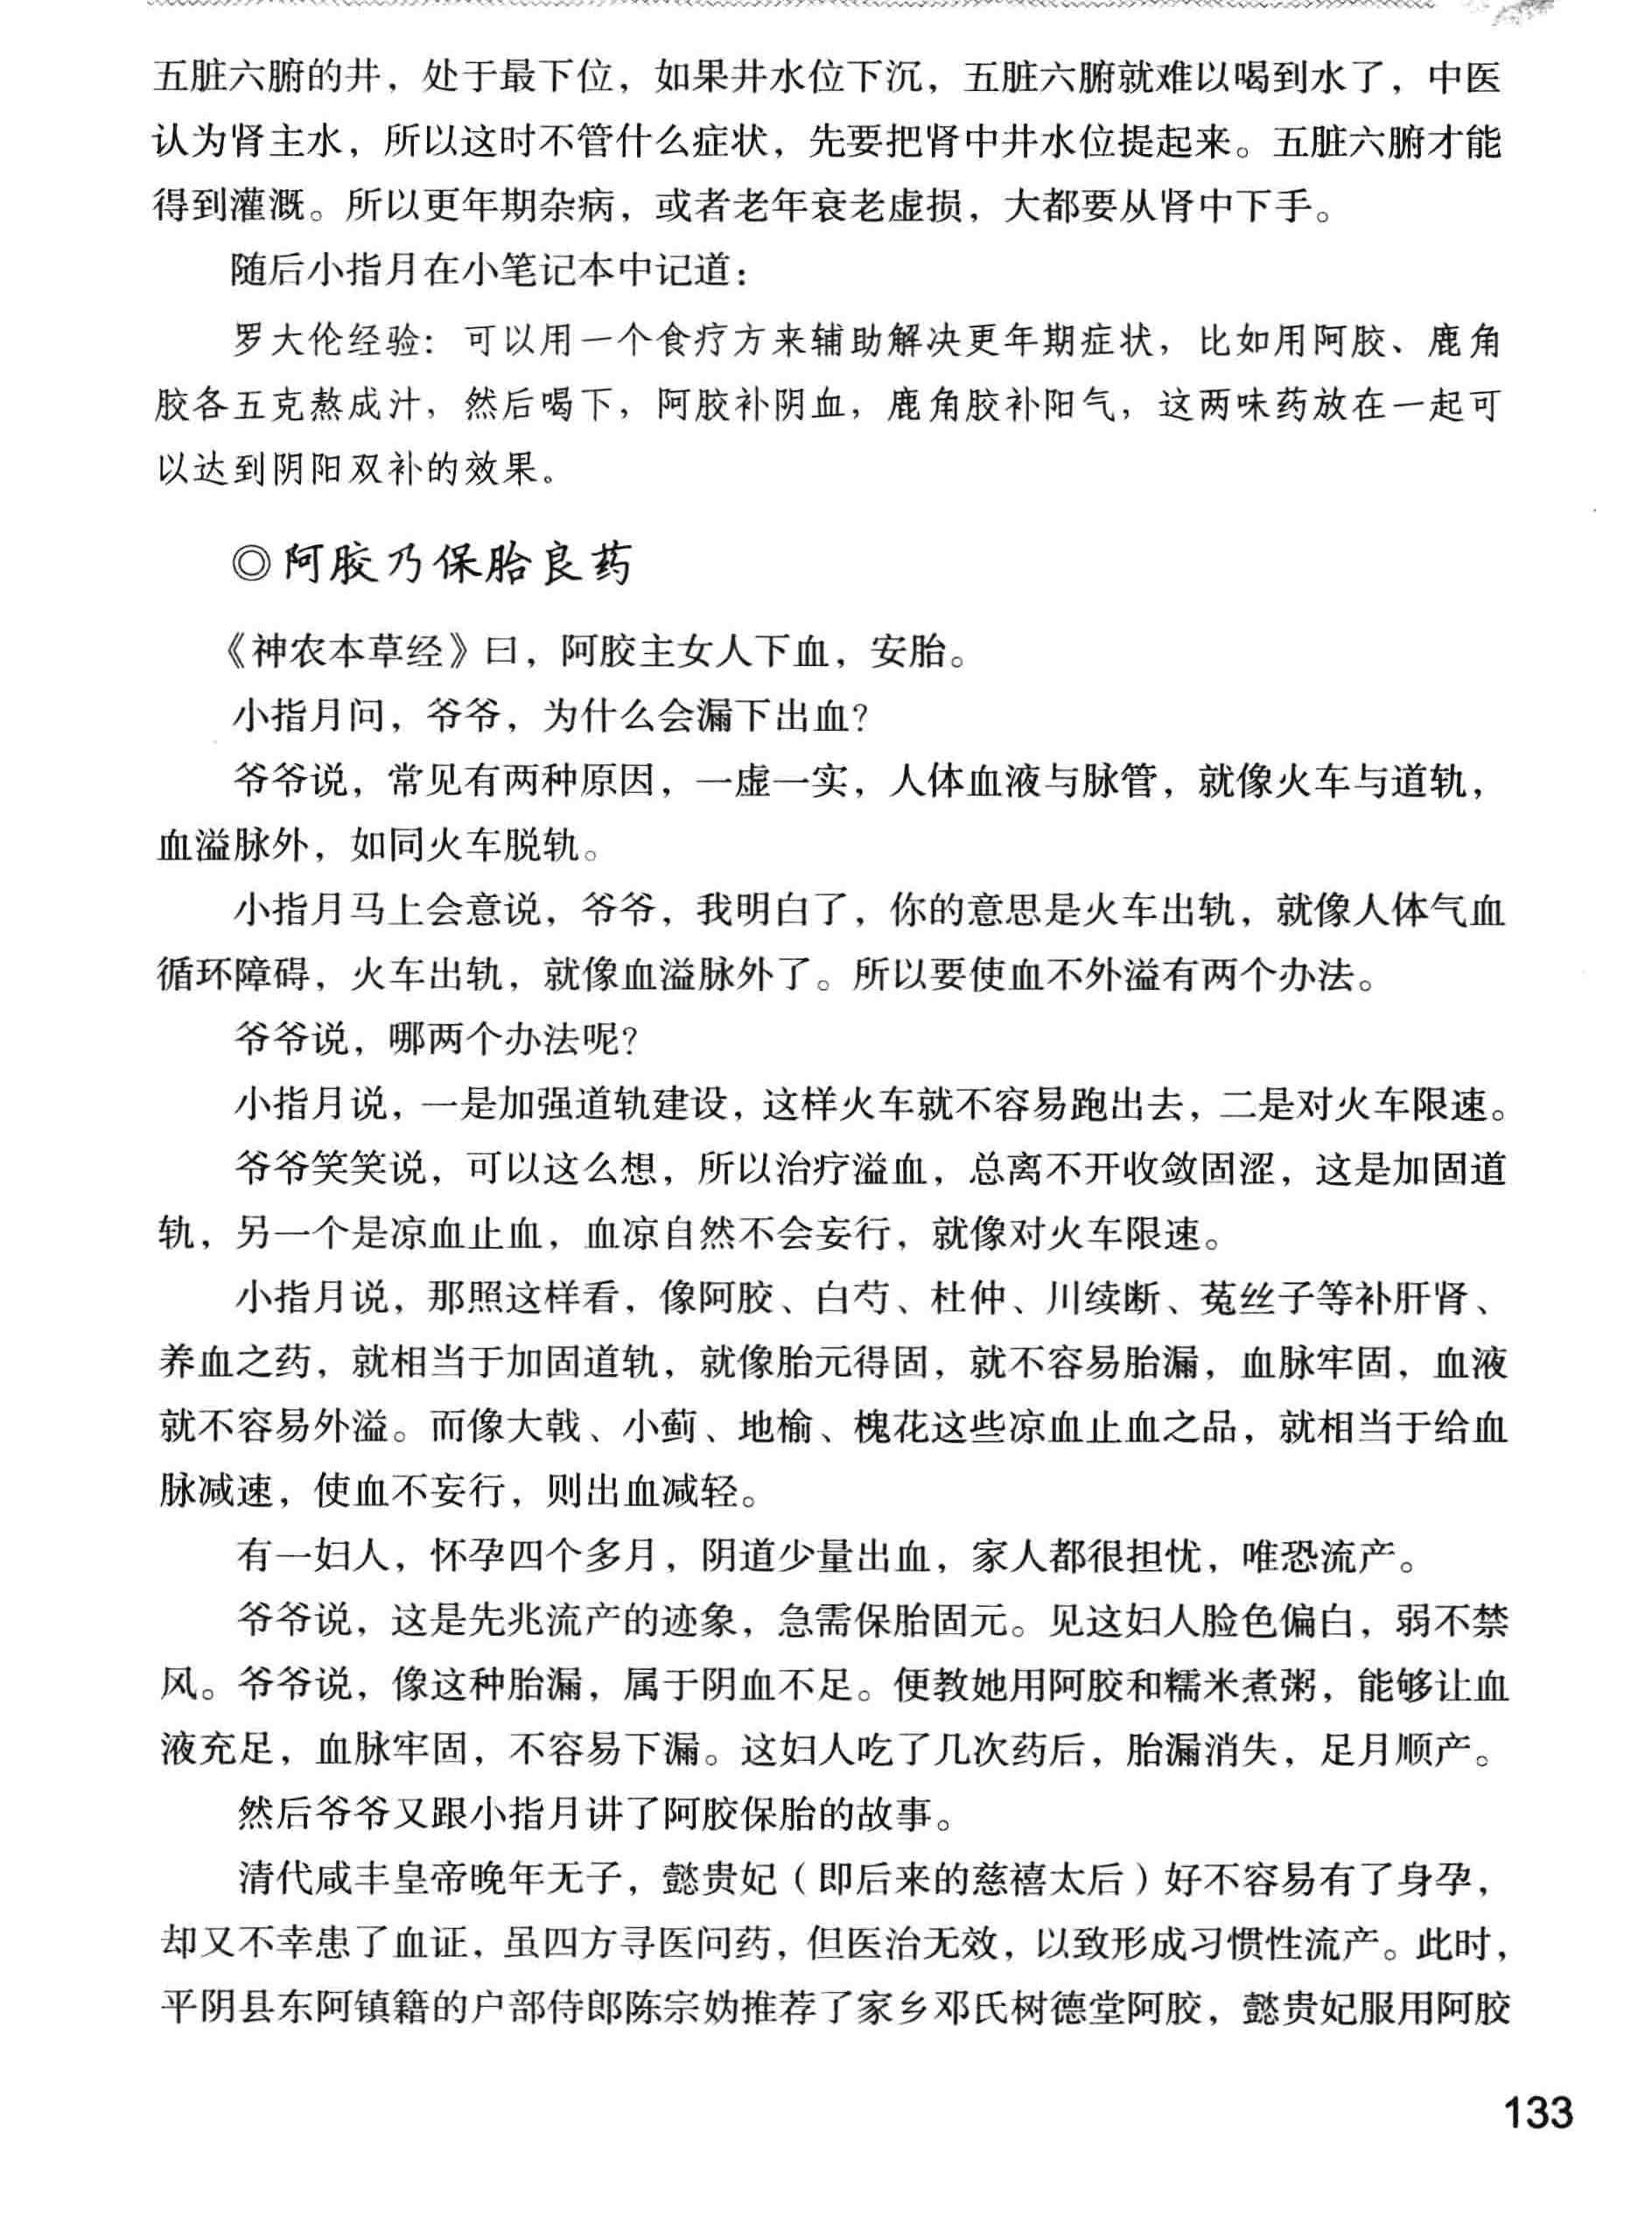 五脏六腑的井，处于最下位，如果井水位下沉，五脏六腑就难以喝到水了，中医
认为肾主水，所以这时不管什么症状，先要把肾中井水位提起来。五脏六腑才能
得到灌溉。所以更年期杂病，或者老年衰老虚损，大都要从肾中下手。
随后小指月在小笔记本中记道：
罗大伦经验：可以用一个食疗方来辅助解决更年期症状，比如用阿胶、鹿角
胶各五克熬成汁，然后喝下，阿胶补阴血，鹿角胶补阳气，这两味药放在一起可
以达到阴阳双补的效果。
◎阿胶乃保胎良药
《神农本草经》曰，阿胶主女人下血，安胎。
小指月问，爷爷，为什么会漏下出血？
爷爷说，常见有两种原因，一虚一实，人体血液与脉管，就像火车与道轨，
血溢脉外，如同火车脱轨。
小指月马上会意说，爷爷，我明白了，你的意思是火车出轨，就像人体气血
循环障碍，火车出轨，就像血溢脉外了。所以要使血不外溢有两个办法。
爷爷说，哪两个办法呢？
小指月说，一是加强道轨建设，这样火车就不容易跑出去，二是对火车限速。
爷爷笑笑说，可以这么想，所以治疗溢血，总离不开收敛固涩，这是加固道
轨，另一个是凉血止血，血凉自然不会妄行，就像对火车限速。
小指月说，那照这样看，像阿胶、白芍、杜仲、川续断、菟丝子等补肝肾、
养血之药，就相当于加固道轨，就像胎元得固，就不容易胎漏，血脉牢固，血液
就不容易外溢。而像大戟、小蓟、地榆、槐花这些凉血止血之品，就相当于给血
脉减速，使血不妄行，则出血减轻。
有一妇人，怀孕四个多月，阴道少量出血，家人都很担忧，唯恐流产。
爷爷说，这是先兆流产的迹象，急需保胎固元。见这妇人脸色偏白，弱不禁
风。爷爷说，像这种胎漏，属于阴血不足。便教她用阿胶和糯米煮粥，能够让血
液充足，血脉牢固，不容易下漏。这妇人吃了几次药后，胎漏消失，足月顺产。
然后爷爷又跟小指月讲了阿胶保胎的故事。
清代咸丰皇帝晚年无子，懿贵妃（即后来的慈禧太后）好不容易有了身孕，
却又不幸患了血证，虽四方寻医问药，但医治无效，以致形成习惯性流产。此时，
平阴县东阿镇籍的户部侍郎陈宗妫推荐了家乡邓氏树德堂阿胶，懿贵妃服用阿胶
133